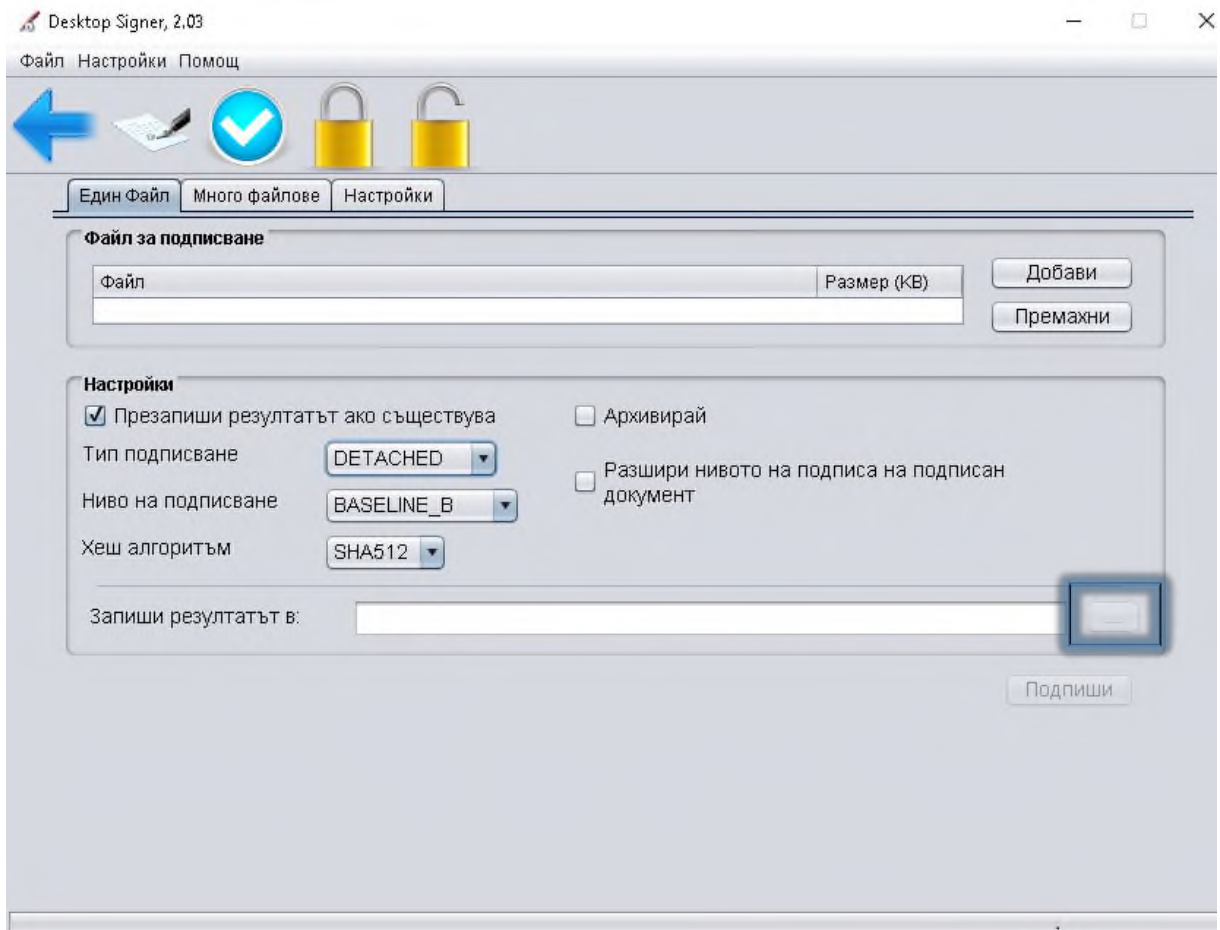 Desktop Signer, 2.03
Файл Настройки Помощ
Един Файл Много файлове Настройки
Файл за подписване
Файл Размер (KB)
Добави
Премахни
Настройки
Презапиши резултатът ако съществува
Архивирай
Тип подписване DETACHED
Разшири нивото на подписа на подписан
документ
Ниво на подписване BASELINE_B
Хеш алгоритъм SHA512
Запиши резултатът в: ...
Подпиши